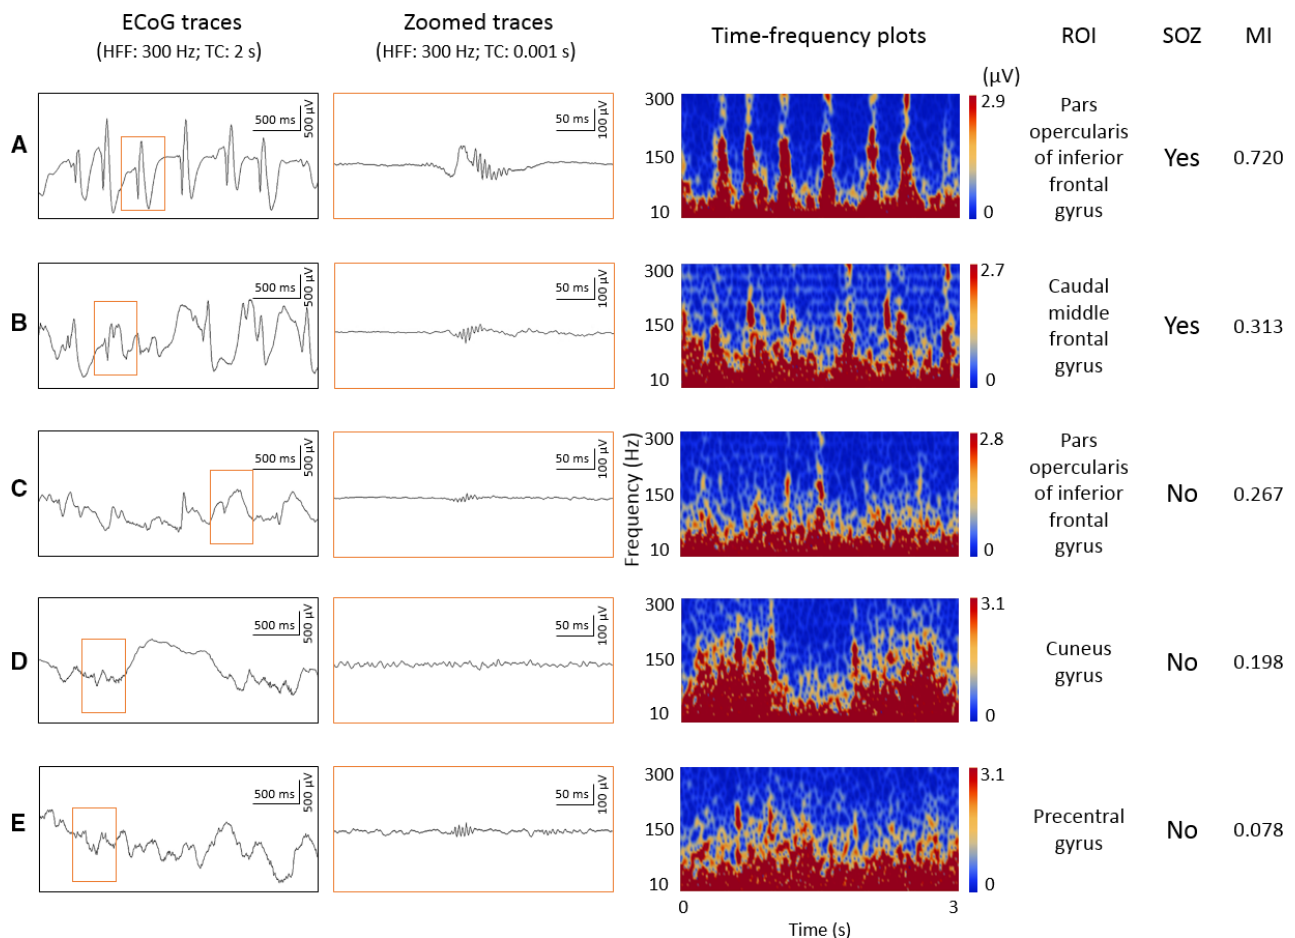 ECoG traces
(HFF: 300 Hz; TC: 2 s)
Zoomed traces
(HFF: 300 Hz; TC: 0.001 s)
Time-frequency plots
ROI
SOZ
MI
(μV)
A
500 ms
500 μV
50 ms
100 μV
300
150
10
2.9
0
Pars
opercularis
of inferior
frontal
gyrus
Yes
0.720
B
500 ms
500 μV
50 ms
100 μV
300
150
10
2.7
0
Caudal
middle
frontal
gyrus
Yes
0.313
C
500 ms
500 μV
50 ms
100 μV
Frequency (Hz)
300
150
10
2.8
0
Pars
opercularis
of inferior
frontal
gyrus
No
0.267
D
500 ms
500 μV
50 ms
100 μV
300
150
10
3.1
0
Cuneus
gyrus
No
0.198
E
500 ms
500 μV
50 ms
100 μV
300
150
10
3.1
0
Precentral
gyrus
No
0.078
0
3
Time (s)